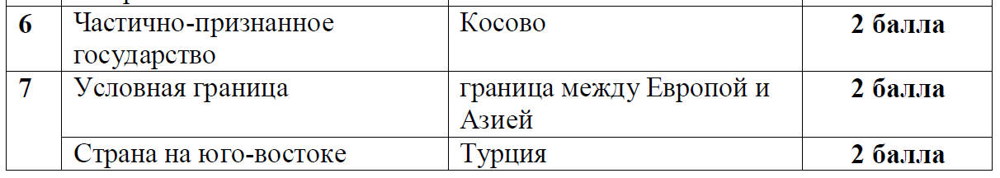 6 Частично-признанное Косово 2 балла
государство
7 Условная граница граница между Европой и 2 балла
Азией
Страна на юго-востоке Турция 2 балла